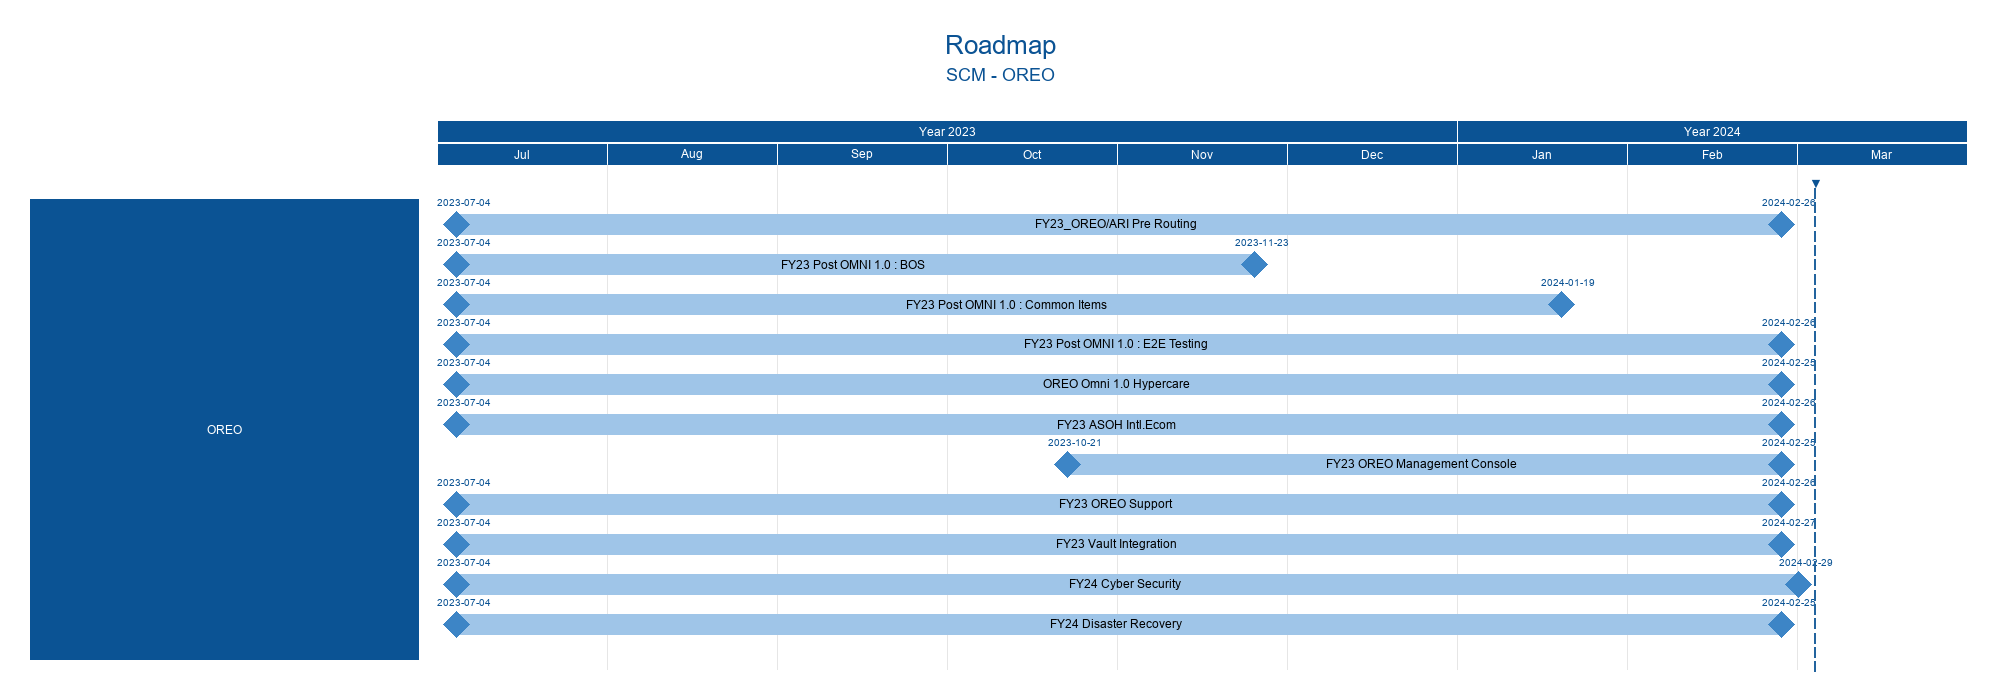 Roadmap
SCM - OREO
Year 2023 Year 2024
Jul Aug Sep Oct Nov Dec Jan Feb Mar
OREO
2023-07-04 2024-02-26
FY23_OREO/ARI Pre Routing
2023-07-04 2023-11-23
FY23 Post OMNI 1.0 : BOS
2023-07-04 2024-01-19
FY23 Post OMNI 1.0 : Common Items
2023-07-04 2024-02-26
FY23 Post OMNI 1.0 : E2E Testing
2023-07-04 2024-02-25
OREO Omni 1.0 Hypercare
2023-07-04 2024-02-26
FY23 ASOH Intl.Ecom
2023-10-21 2024-02-25
FY23 OREO Management Console
2023-07-04 2024-02-26
FY23 OREO Support
2023-07-04 2024-02-27
FY23 Vault Integration
2023-07-04 2024-02-29
FY24 Cyber Security
2023-07-04 2024-02-25
FY24 Disaster Recovery